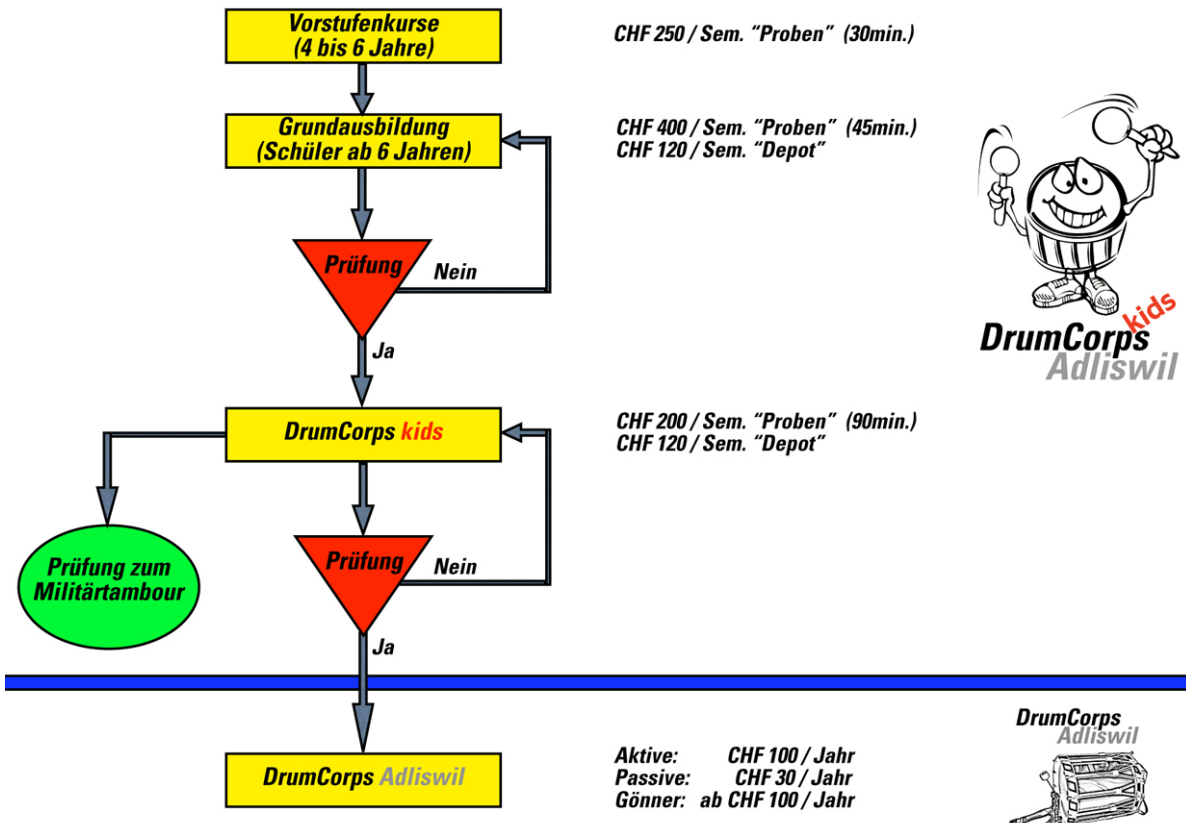 Vorstufenkurse
(4 bis 6 Jahre)
CHF 250 / Sem. “Proben” (30min.)
Grundausbildung
(Schüler ab 6 Jahren)
CHF 400 / Sem. “Proben” (45min.)
CHF 120 / Sem. “Depot”
Prüfung
Nein
Ja
kids
DrumCorps
Adliswil
DrumCorps kids
CHF 200 / Sem. “Proben” (90min.)
CHF 120 / Sem. “Depot”
Prüfung
Nein
Prüfung zum
Militärtambour
Ja
DrumCorps Adliswil
Aktive: CHF 100 / Jahr
Passive: CHF 30 / Jahr
Gönner: ab CHF 100 / Jahr
DrumCorps
Adliswil